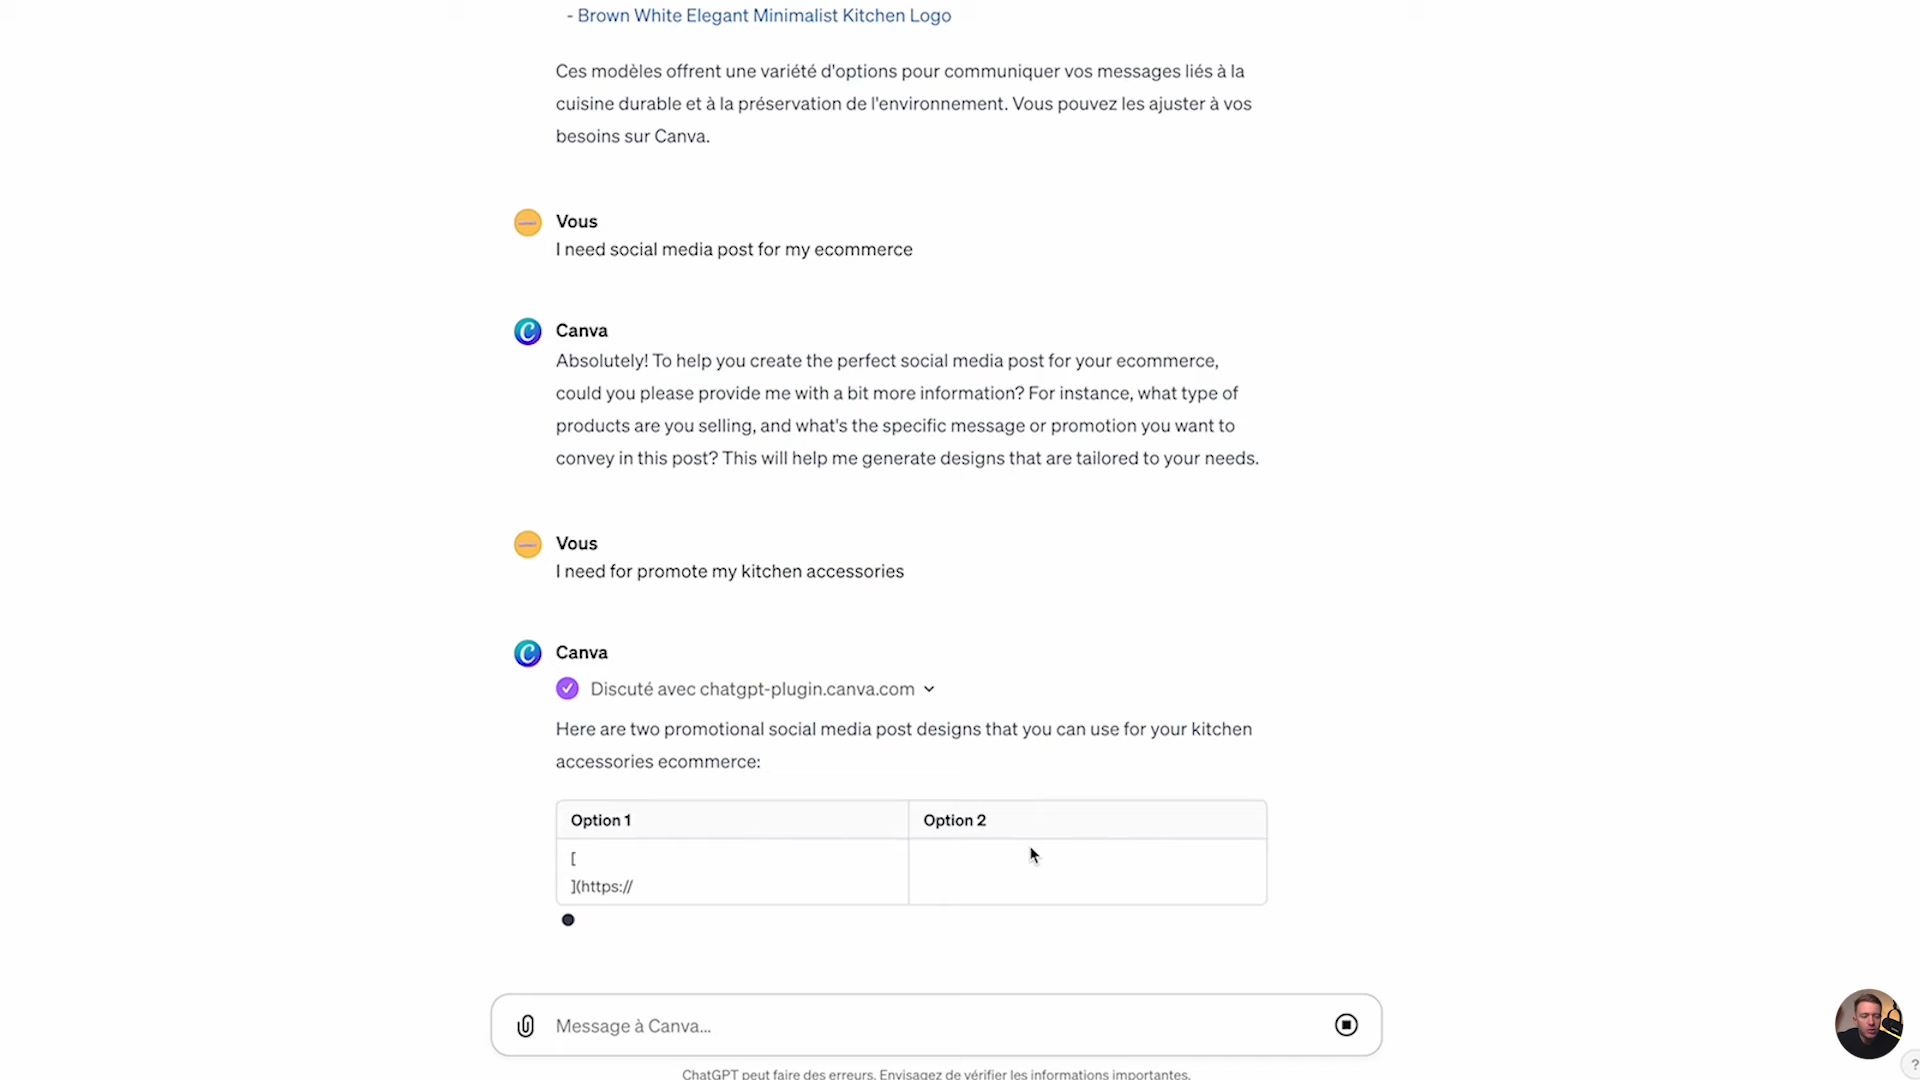 - Brown White Elegant Minimalist Kitchen Logo
Ces modèles offrent une variété d'options pour communiquer vos messages liés à la
cuisine durable et à la préservation de l'environnement. Vous pouvez les ajuster à vos
besoins sur Canva.
Vous
I need social media post for my ecommerce
Canva
Absolutely! To help you create the perfect social media post for your ecommerce,
could you please provide me with a bit more information? For instance, what type of
products are you selling, and what's the specific message or promotion you want to
convey in this post? This will help me generate designs that are tailored to your needs.
Vous
I need for promote my kitchen accessories
Canva
Discuté avec chatgpt-plugin.canva.com
Here are two promotional social media post designs that you can use for your kitchen
accessories ecommerce:
Option 1 Option 2
[
](https://
Message à Canva...
ChatGPT peut faire des erreurs. Envisagez de vérifier les informations importantes.
?